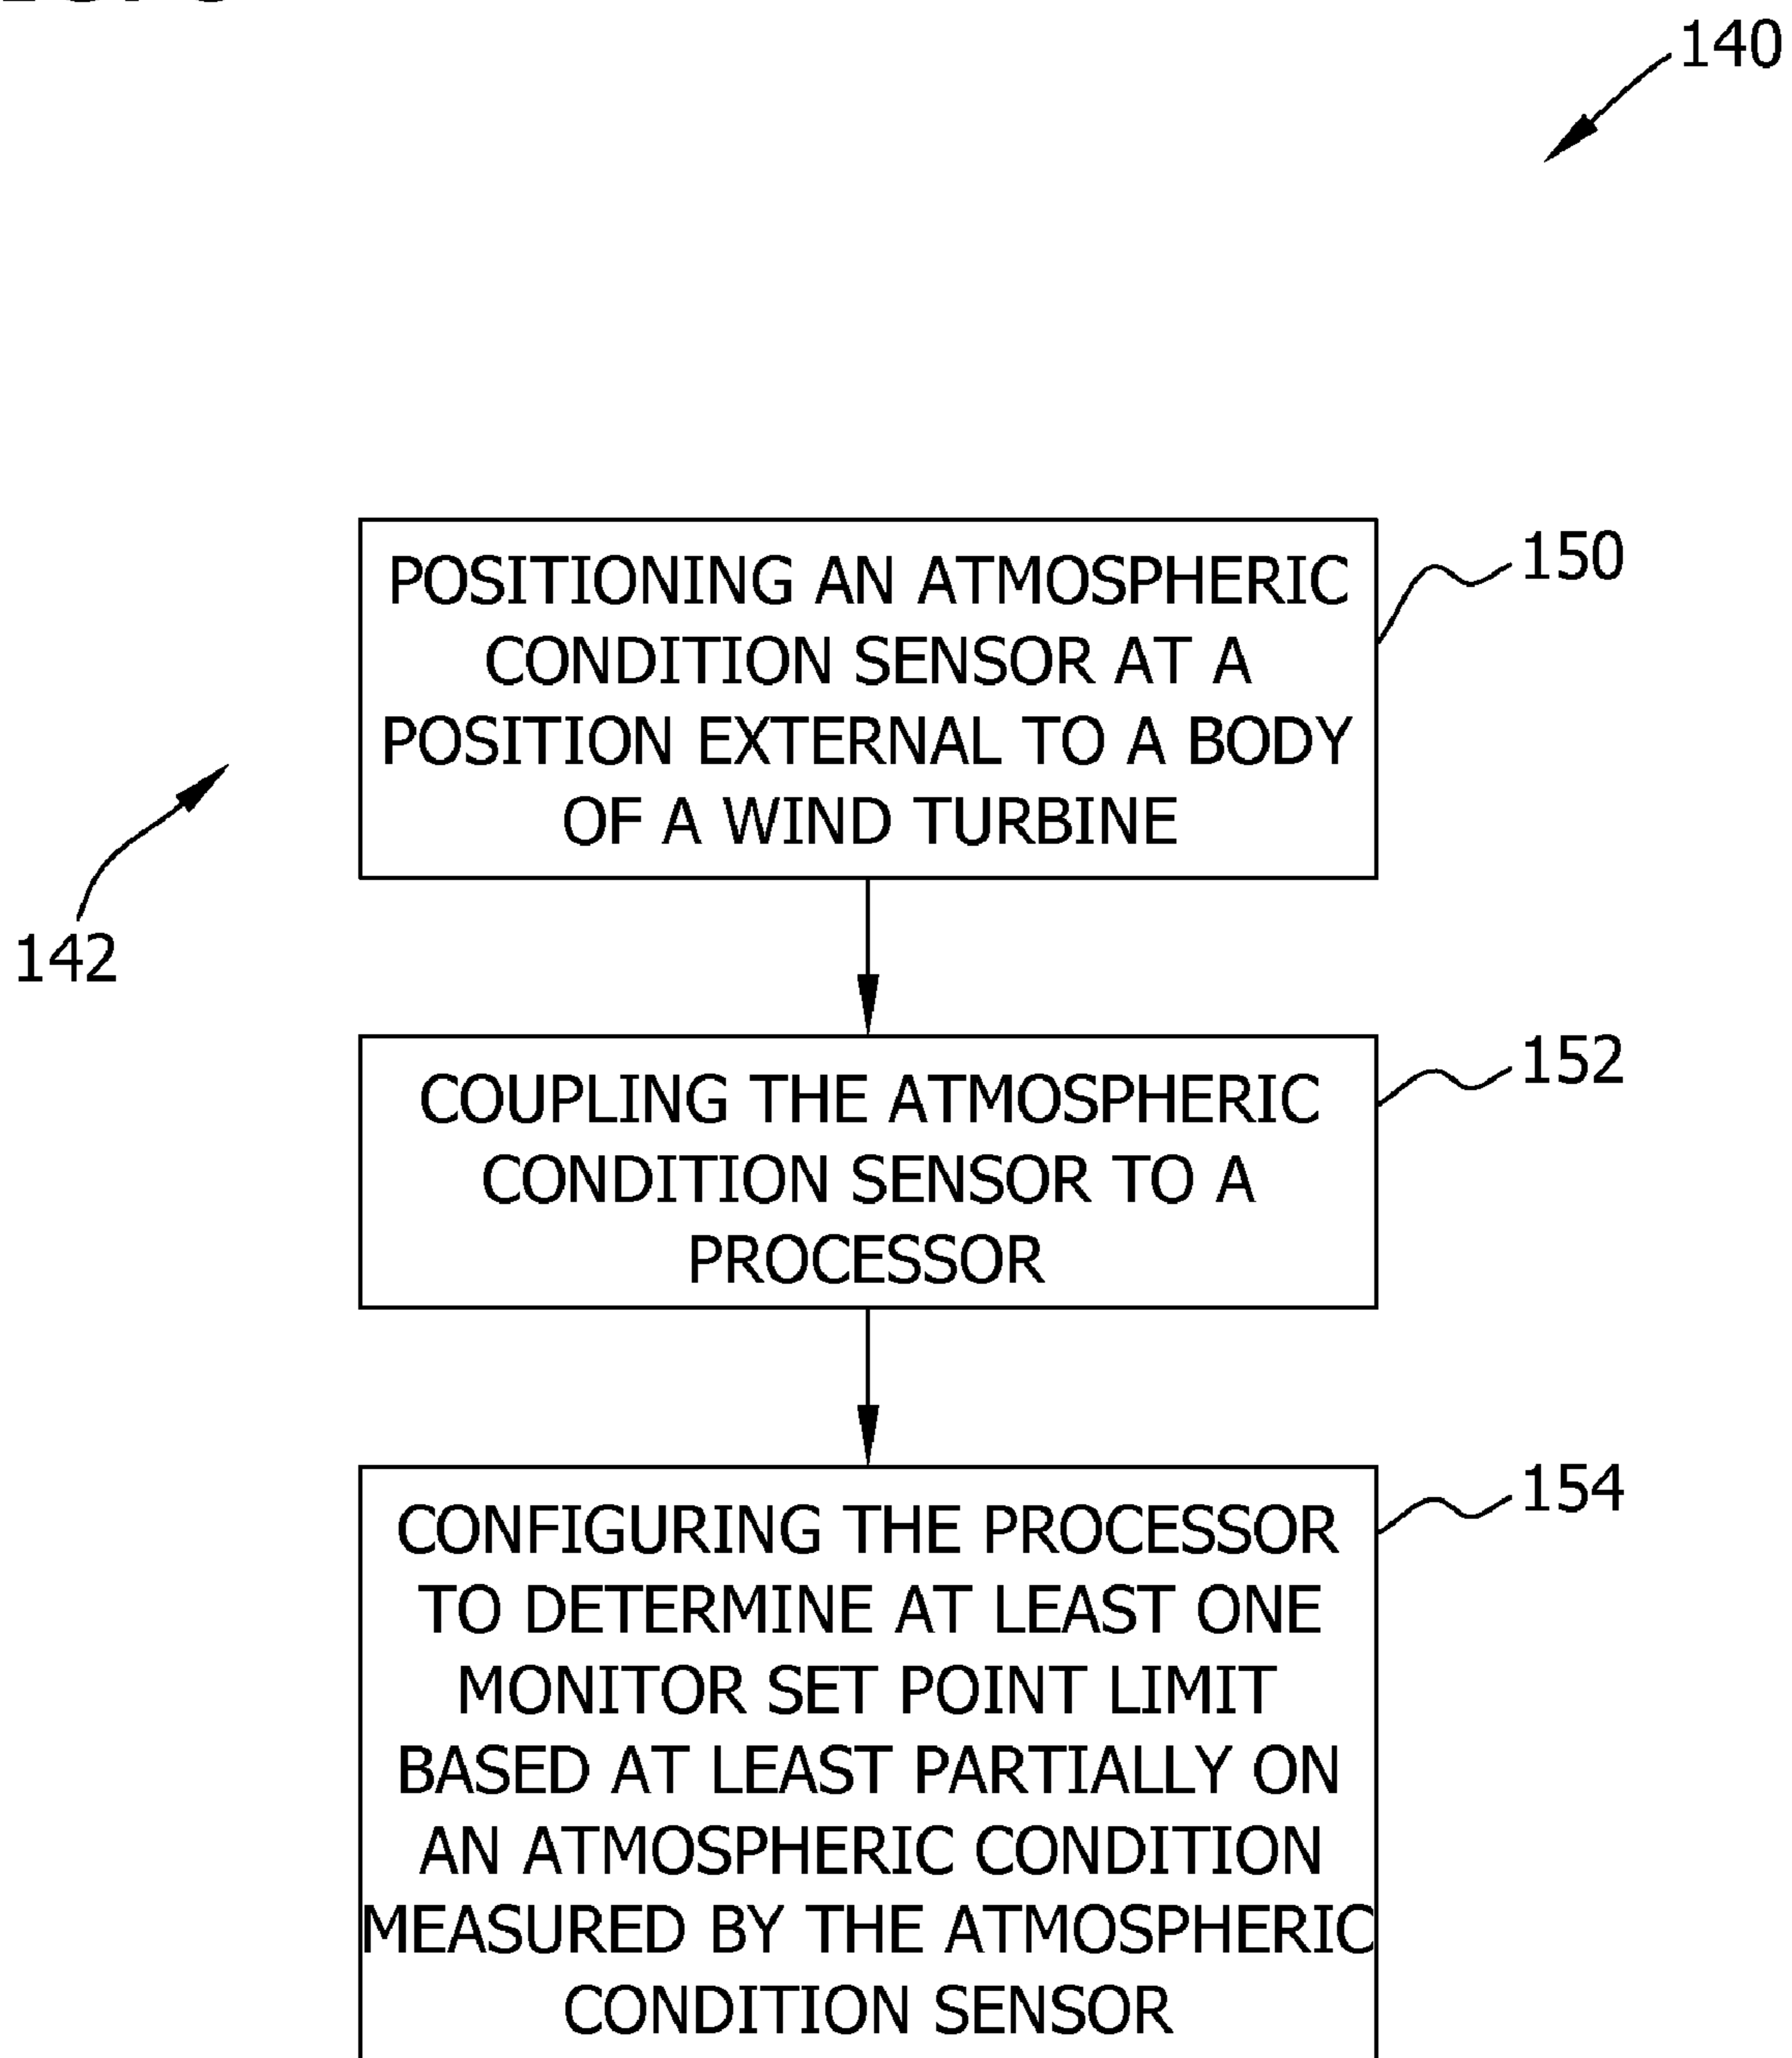 140
POSITIONING AN ATMOSPHERIC
CONDITION SENSOR AT A
POSITION EXTERNAL TO A BODY
OF A WIND TURBINE
150
142
COUPLING THE ATMOSPHERIC
CONDITION SENSOR TO A
PROCESSOR
152
CONFIGURING THE PROCESSOR
TO DETERMINE AT LEAST ONE
MONITOR SET POINT LIMIT
BASED AT LEAST PARTIALLY ON
AN ATMOSPHERIC CONDITION
MEASURED BY THE ATMOSPHERIC
CONDITION SENSOR
154